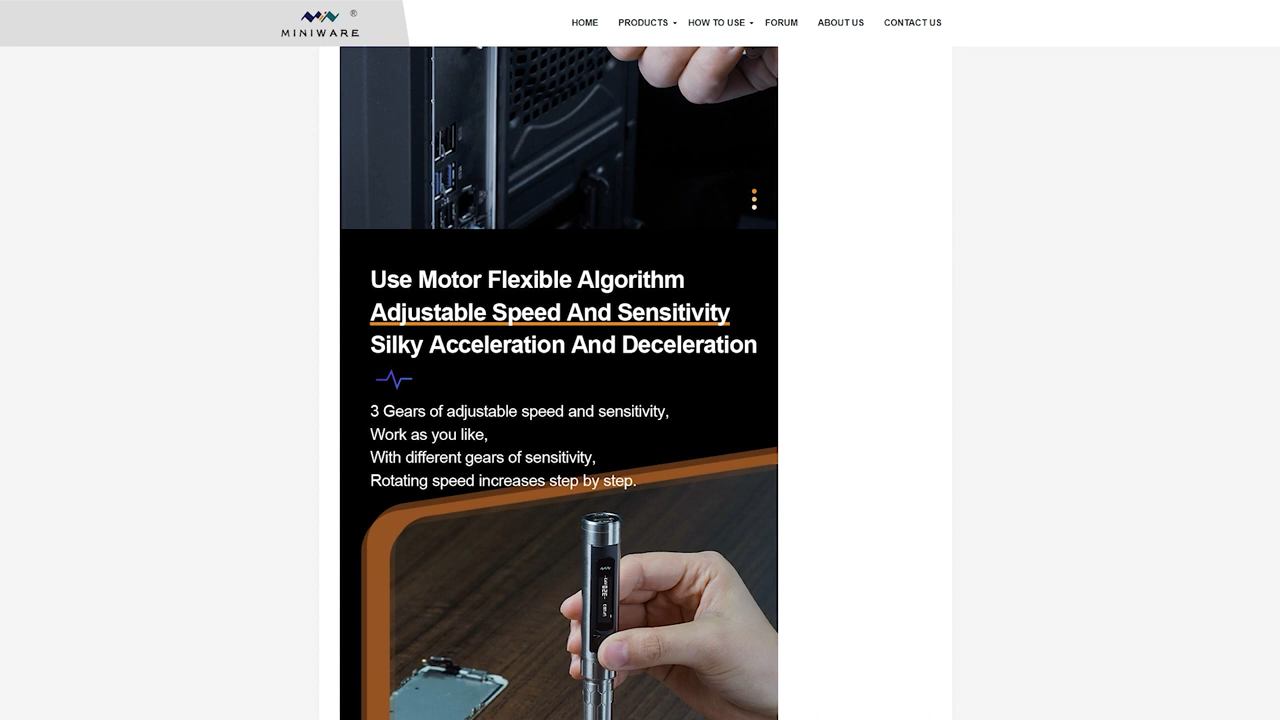 MINIWARE ®
HOME PRODUCTS HOW TO USE FORUM ABOUT US CONTACT US
Use Motor Flexible Algorithm
Adjustable Speed And Sensitivity
Silky Acceleration And Deceleration
3 Gears of adjustable speed and sensitivity,
Work as you like,
With different gears of sensitivity,
Rotating speed increases step by step.